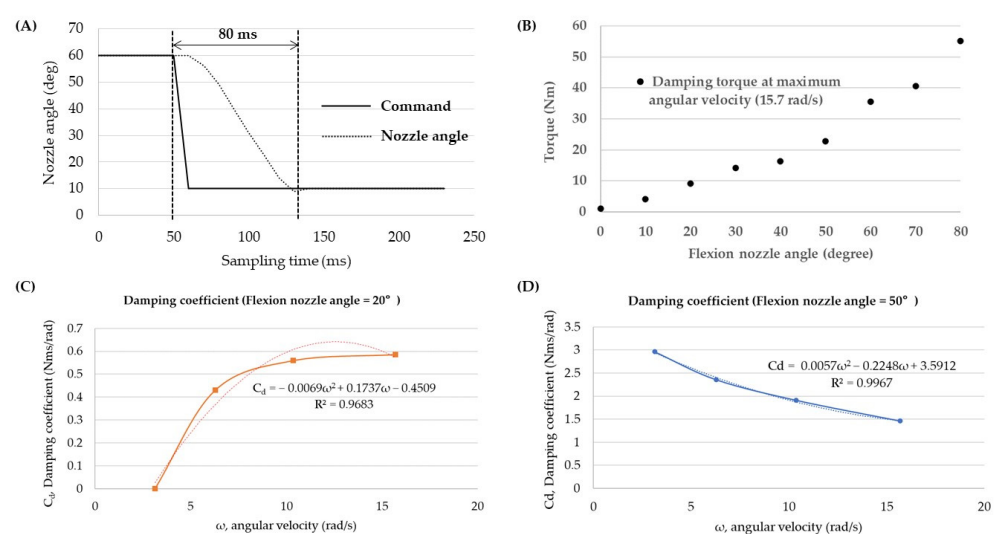 (A)
70
60
50
40
30
20
10
0
Nozzle angle (deg)
80 ms
Command
Nozzle angle
0 50 100 150 200 250
Sampling time (ms)
(B)
60
50
40
30
20
10
0
Torque (Nm)
Damping torque at maximum
angular velocity (15.7 rad/s)
0 10 20 30 40 50 60 70 80
Flexion nozzle angle (degree)
(C)
Damping coefficient (Flexion nozzle angle = 20° )
0.7
0.6
0.5
0.4
0.3
0.2
0.1
0
Cd, Damping coefficient (Nms/rad)
Cd = – 0.0069ω² + 0.1737ω – 0.4509
R² = 0.9683
0 5 10 15 20
ω, angular velocity (rad/s)
(D)
Damping coefficient (Flexion nozzle angle = 50° )
3.5
3
2.5
2
1.5
1
0.5
0
Cd, Damping coefficient (Nms/rad)
Cd = 0.0057ω² – 0.2248ω + 3.5912
R² = 0.9967
0 5 10 15 20
ω, angular velocity (rad/s)